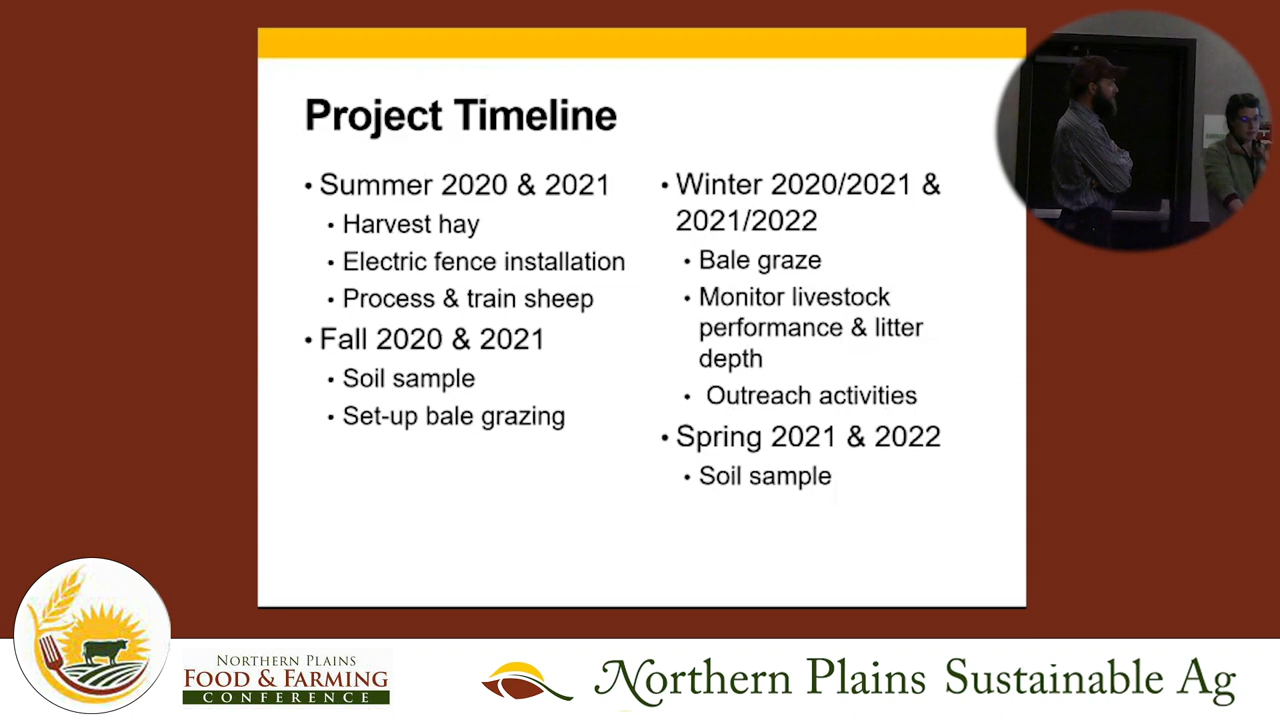 Project Timeline
• Summer 2020 & 2021
• Harvest hay
• Electric fence installation
• Process & train sheep
• Fall 2020 & 2021
• Soil sample
• Set-up bale grazing
• Winter 2020/2021 &
2021/2022
• Bale graze
• Monitor livestock
performance & litter
depth
• Outreach activities
• Spring 2021 & 2022
• Soil sample
NORTHERN PLAINS
FOOD & FARMING
CONFERENCE
Northern Plains Sustainable Ag